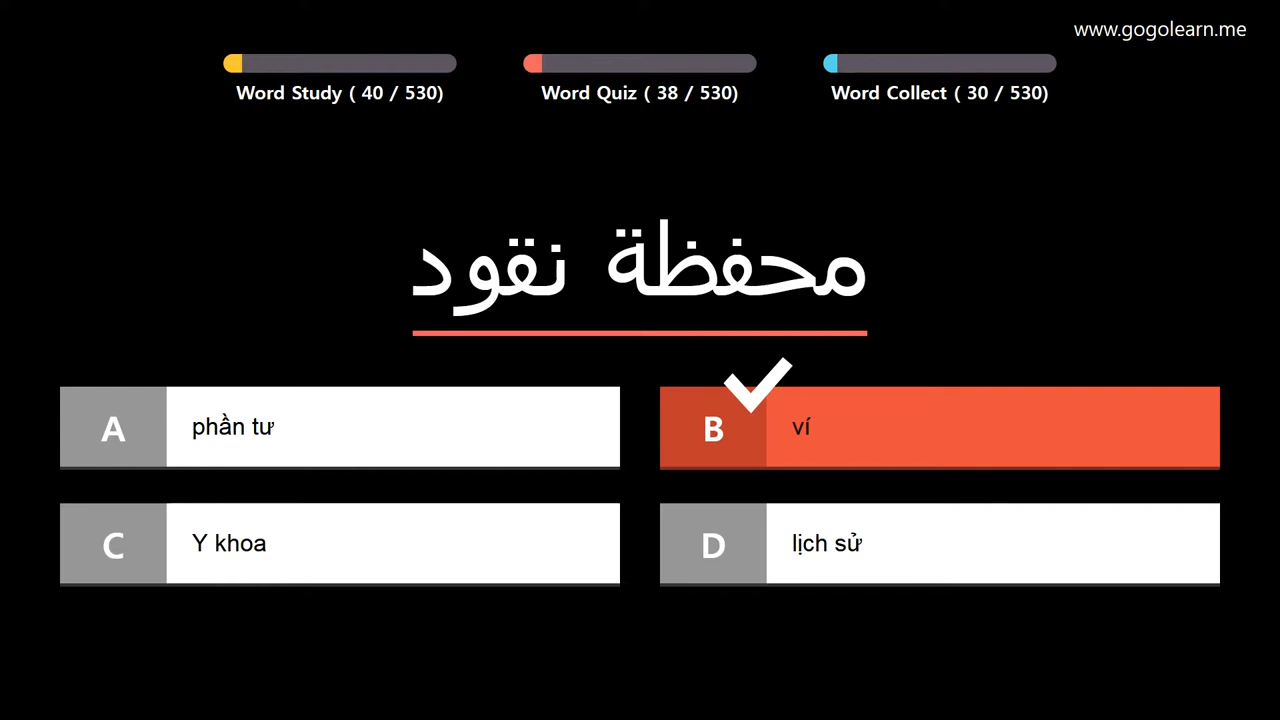 www.gogolearn.me
Word Study ( 40 / 530)
Word Quiz ( 38 / 530)
Word Collect ( 30 / 530)
محفظة نقود
A phần tư
B ví
C Y khoa
D lịch sử